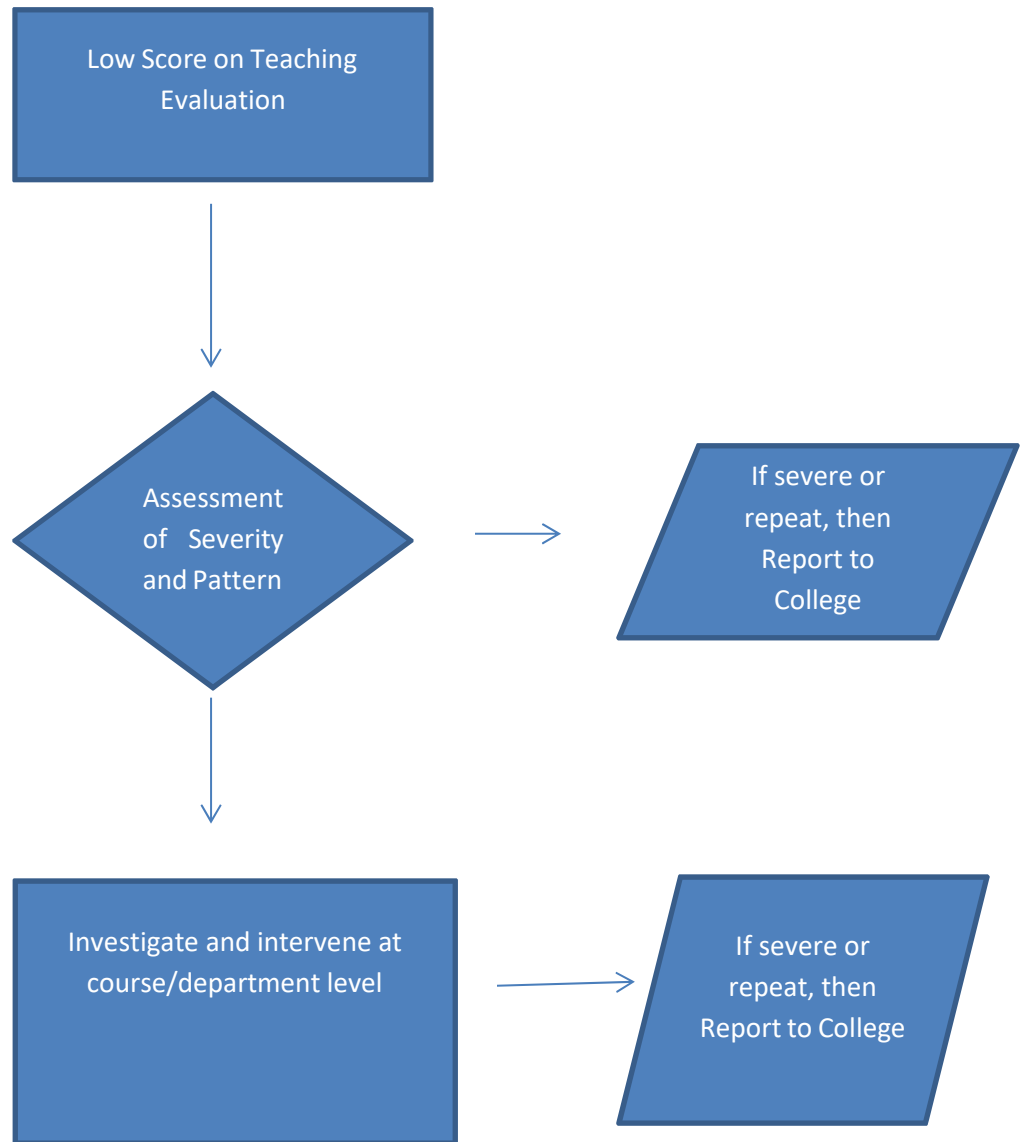 Low Score on Teaching
Evaluation
Assessment
of Severity
and Pattern
If severe or
repeat, then
Report to
College
Investigate and intervene at
course/department level
If severe or
repeat, then
Report to College